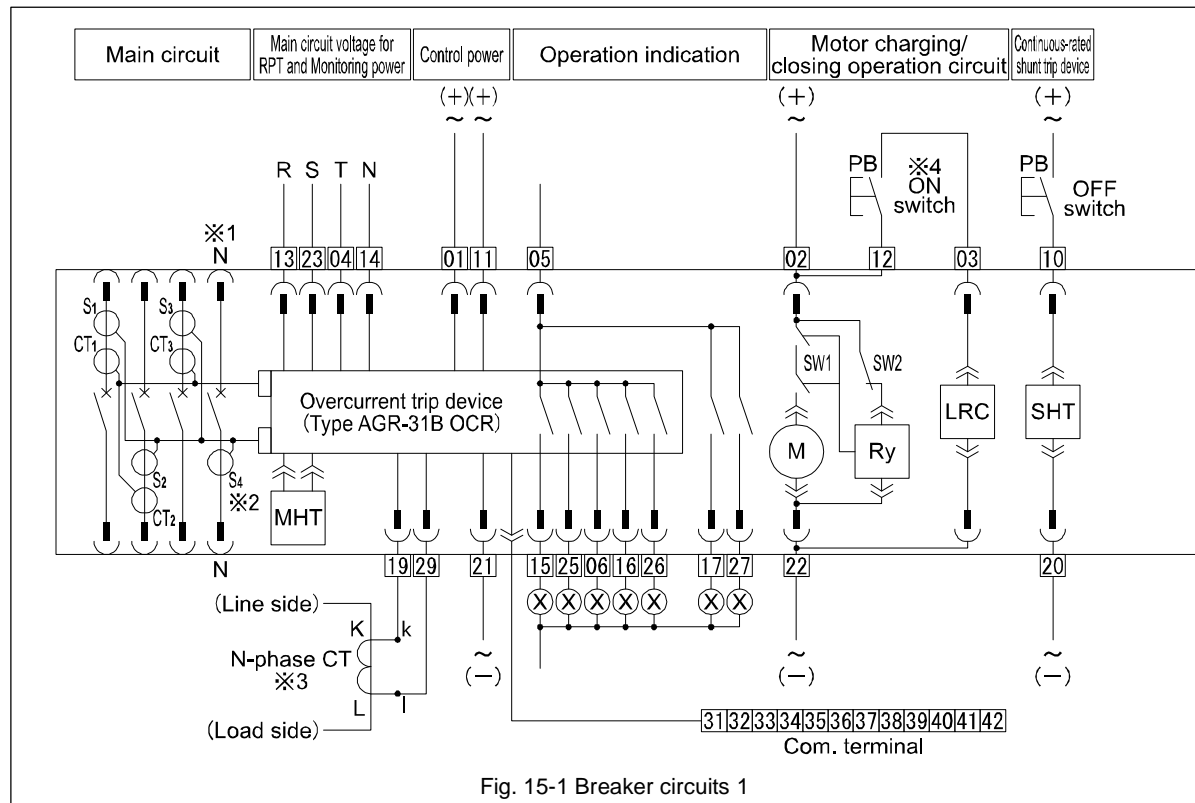 Main circuit
Main circuit voltage for
RPT and Monitoring power
Control power
Operation indication
Motor charging/
closing operation circuit
Continuous-rated
shunt trip device
(+) (+)
~ ~
(+)
~
(+)
~
R S T N
PB
※4
ON
switch
PB
OFF
switch
※1
N
13 23 04 14 01 11 05 02 12 03 10
S1 S3
CT1 CT3
SW1 SW2
Overcurrent trip device
(Type AGR-31B OCR)
LRC SHT
M Ry
S2 S4
※2
CT2
MHT
N
19 29 21 15 25 06 16 26 17 27 22 20
X X X X X X X
(Line side)
K k
N-phase CT
※3
L l
(Load side)
~
(−)
~
(−)
~
(−)
31 32 33 34 35 36 37 38 39 40 41 42
Com. terminal
Fig. 15-1 Breaker circuits 1